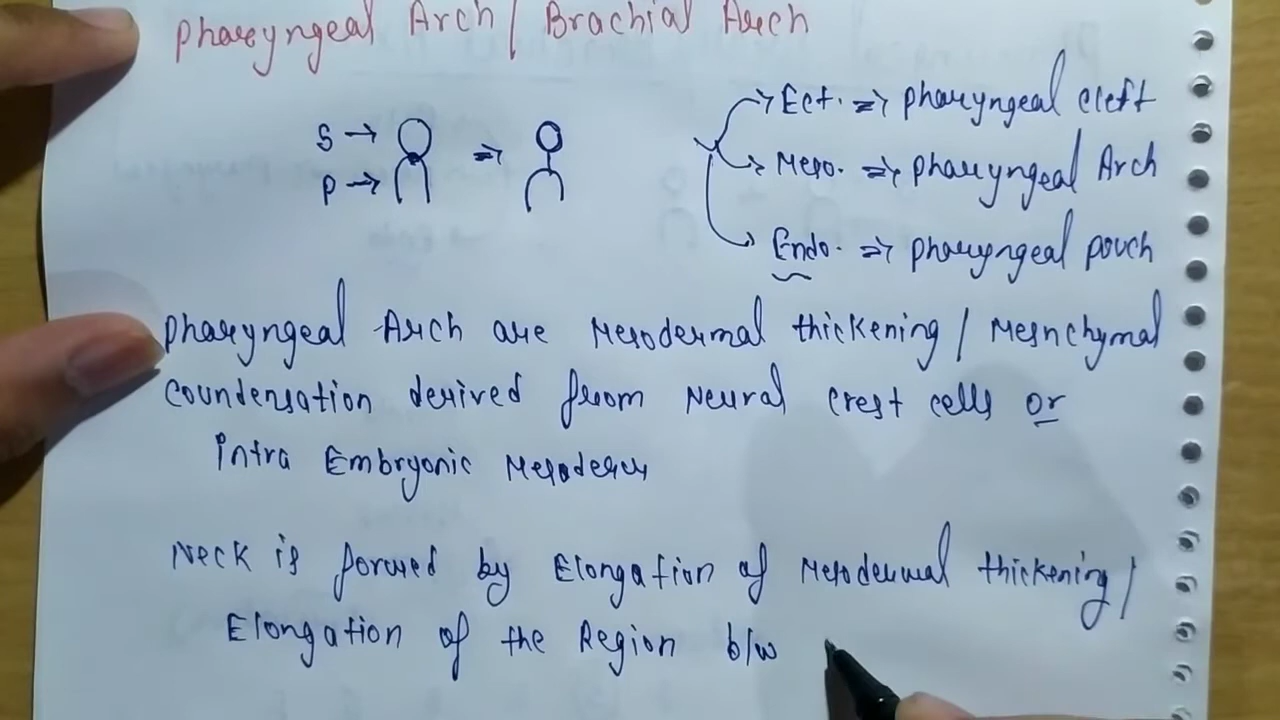 Pharyngeal Arch / Brachial Arch
S →
P →
→ Ect. => pharyngeal cleft
→ Meso. => pharyngeal Arch
→ Endo. => pharyngeal pouch
pharyngeal Arch are Mesodermal thickening / Mesnchymal
Coundensation derived from Neural crest cells or
intra Embryonic Mesoderm
Neck is formed by Elongation of Mesodermal thickening /
Elongation of the Region b/w